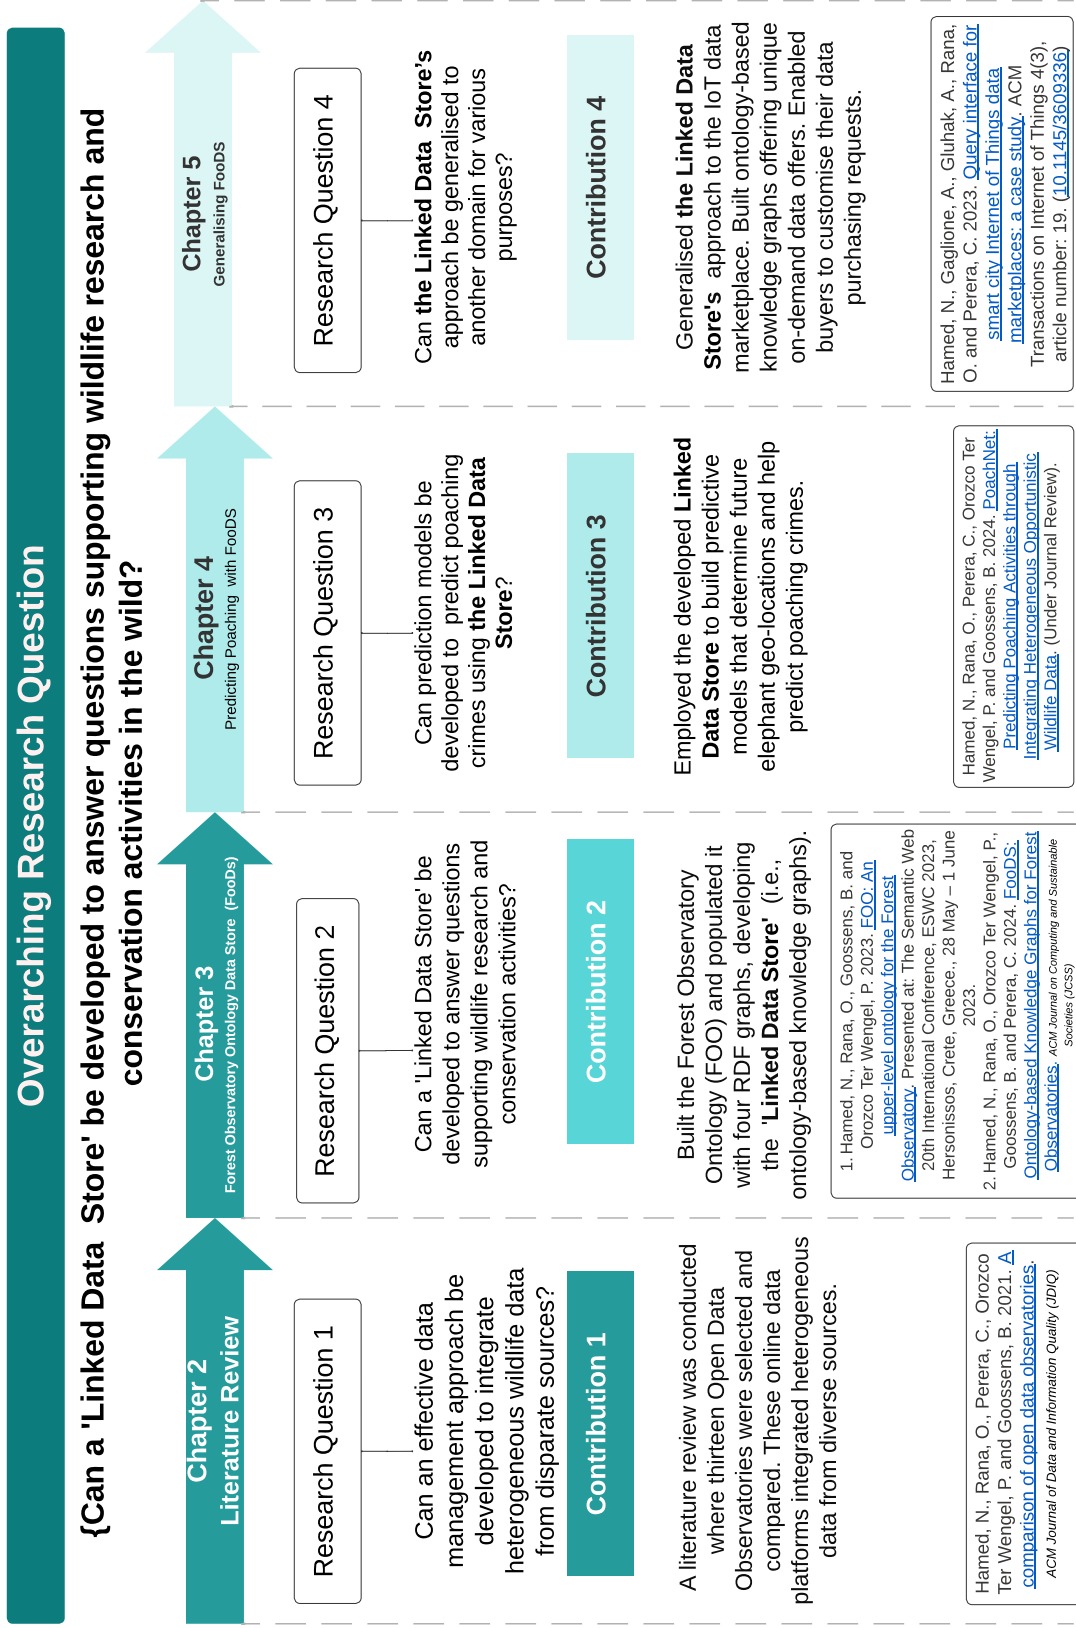 Overarching Research Question
{Can a 'Linked Data Store' be developed to answer questions supporting wildlife research and
conservation activities in the wild?
Chapter 2
Literature Review
Research Question 1
Can an effective data
management approach be
developed to integrate
heterogeneous wildlife data
from disparate sources?
Contribution 1
A literature review was conducted
where thirteen Open Data
Observatories were selected and
compared. These online data
platforms integrated heterogeneous
data from diverse sources.
Hamed, N., Rana, O., Perera, C., Orozco
Ter Wengel, P. and Goossens, B. 2021. A
comparison of open data observatories.
ACM Journal of Data and Information Quality (JDIQ)
Chapter 3
Forest Observatory Ontology Data Store (FooDs)
Research Question 2
Can a 'Linked Data Store' be
developed to answer questions
supporting wildlife research and
conservation activities?
Contribution 2
Built the Forest Observatory
Ontology (FOO) and populated it
with four RDF graphs, developing
the 'Linked Data Store' (i.e.,
ontology-based knowledge graphs).
1. Hamed, N., Rana, O., Goossens, B. and
Orozco Ter Wengel, P. 2023. FOO: An
upper-level ontology for the Forest
Observatory. Presented at: The Semantic Web
20th International Conference, ESWC 2023,
Hersonissos, Crete, Greece., 28 May – 1 June
2023.
2. Hamed, N., Rana, O., Orozco Ter Wengel, P.,
Goossens, B. and Perera, C. 2024. FooDS:
Ontology-based Knowledge Graphs for Forest
Observatories. ACM Journal on Computing and Sustainable
Societies (JCSS)
Chapter 4
Predicting Poaching with FooDS
Research Question 3
Can prediction models be
developed to predict poaching
crimes using the Linked Data
Store?
Contribution 3
Employed the developed Linked
Data Store to build predictive
models that determine future
elephant geo-locations and help
predict poaching crimes.
Hamed, N., Rana, O., Perera, C., Orozco Ter
Wengel, P. and Goossens, B. 2024. PoachNet:
Predicting Poaching Activities through
Integrating Heterogeneous Opportunistic
Wildlife Data. (Under Journal Review).
Chapter 5
Generalising FooDS
Research Question 4
Can the Linked Data Store's
approach be generalised to
another domain for various
purposes?
Contribution 4
Generalised the Linked Data
Store's approach to the IoT data
marketplace. Built ontology-based
knowledge graphs offering unique
on-demand data offers. Enabled
buyers to customise their data
purchasing requests.
Hamed, N., Gaglione, A., Gluhak, A., Rana,
O. and Perera, C. 2023. Query interface for
smart city Internet of Things data
marketplaces: a case study. ACM
Transactions on Internet of Things 4(3),
article number: 19. (10.1145/3609336)